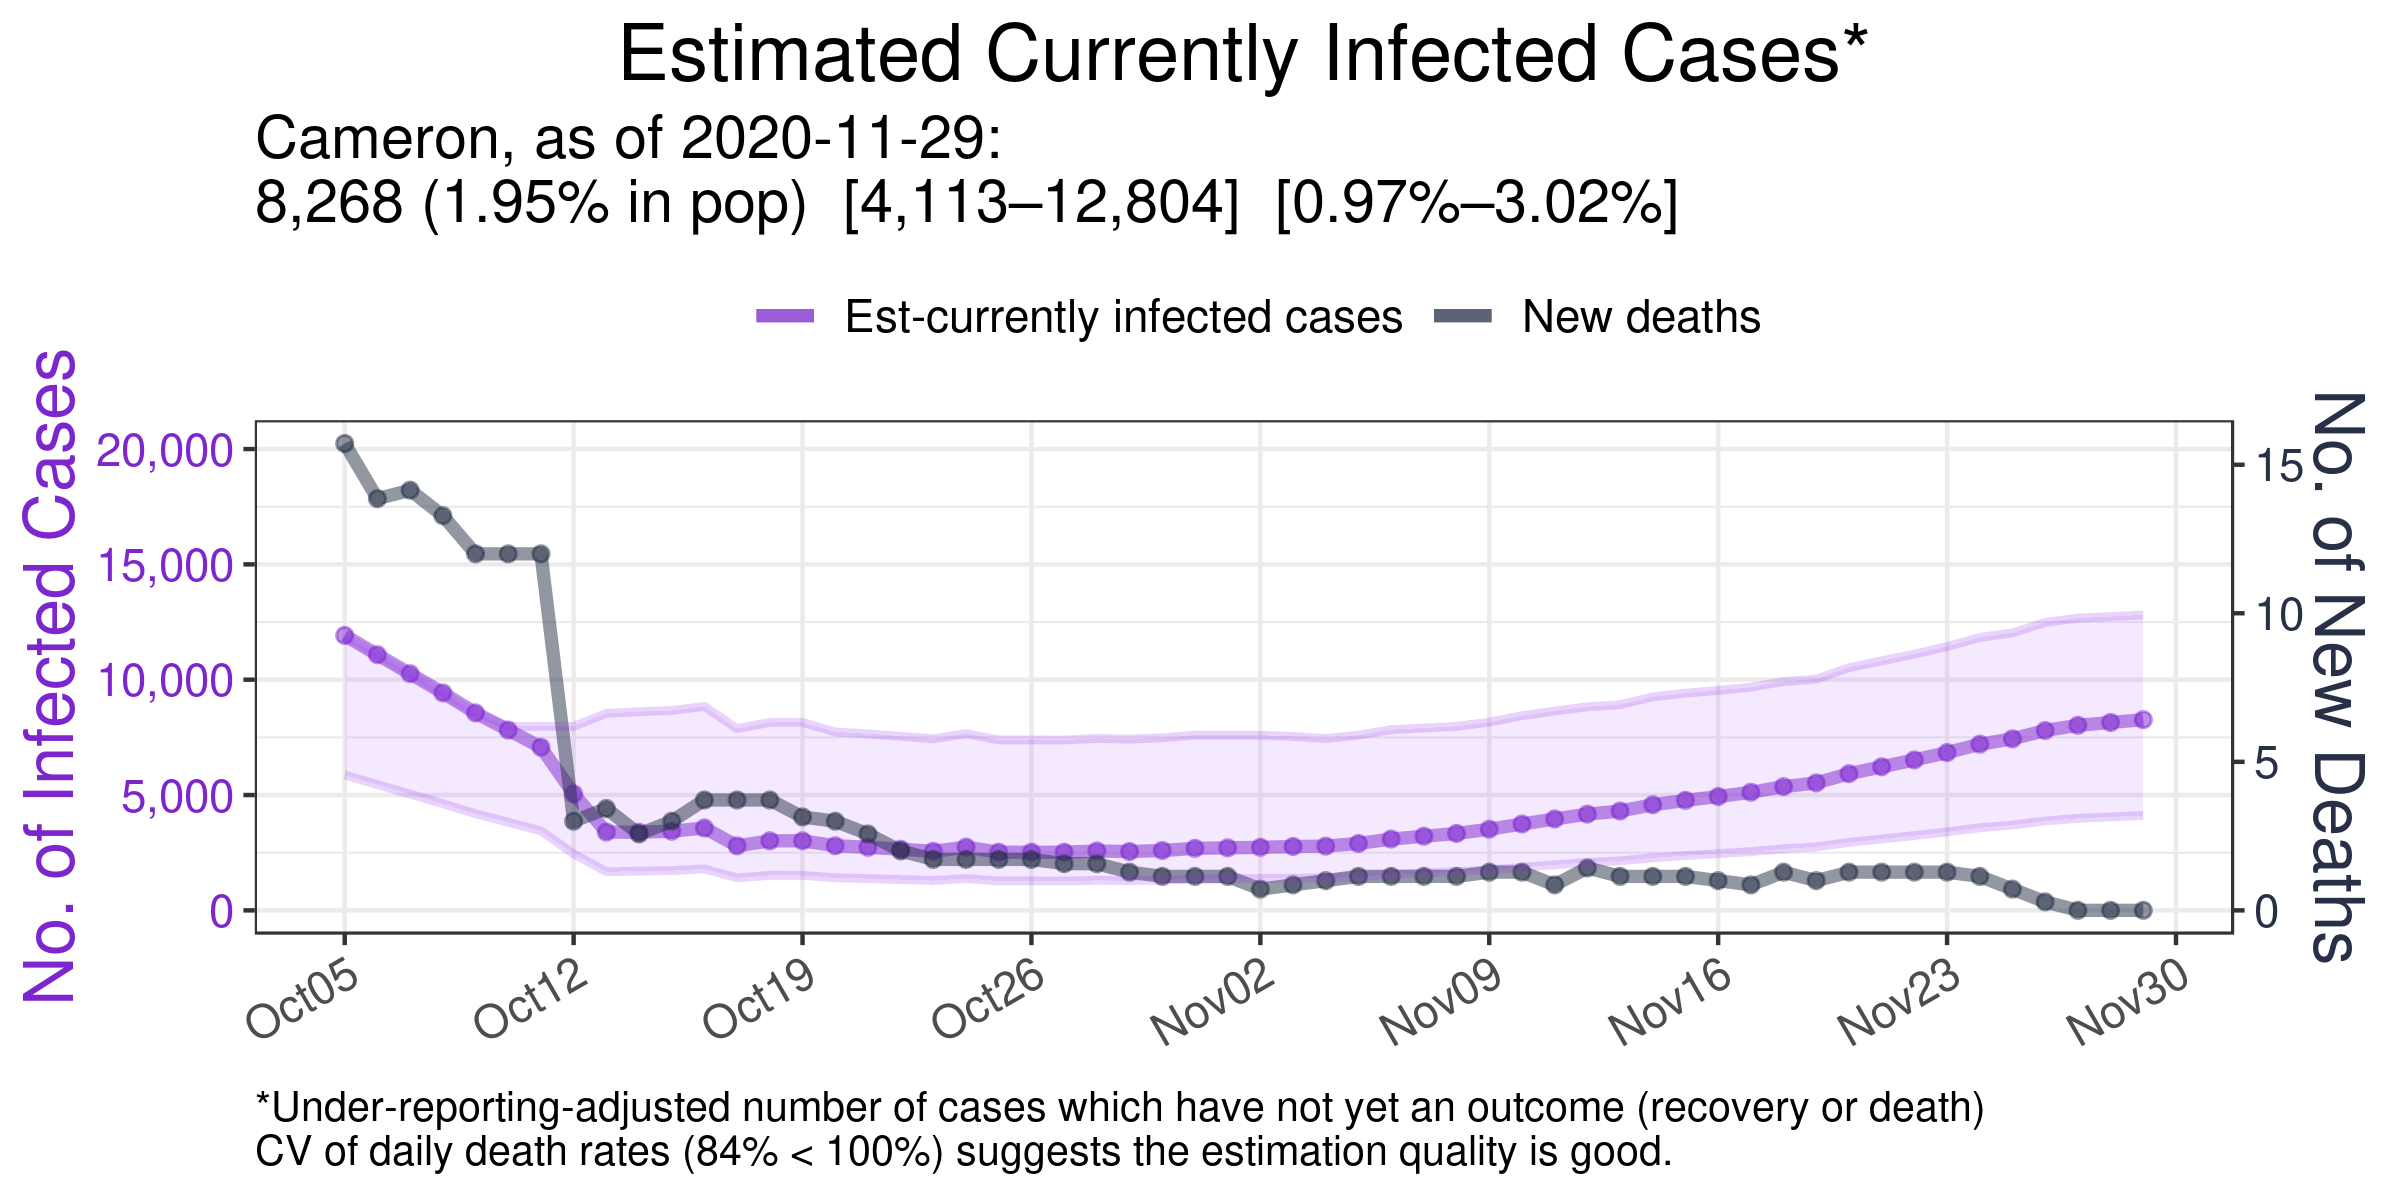 Estimated Currently Infected Cases*
Cameron, as of 2020-11-29:
8,268 (1.95% in pop)  [4,113–12,804]  [0.97%–3.02%]
Est-currently infected cases
New deaths
No. of Infected Cases
20,000
15,000
10,000
5,000
0
No. of New Deaths
15
10
5
0
Oct05
Oct12
Oct19
Oct26
Nov02
Nov09
Nov16
Nov23
Nov30
*Under-reporting-adjusted number of cases which have not yet an outcome (recovery or death)
CV of daily death rates (84% < 100%) suggests the estimation quality is good.